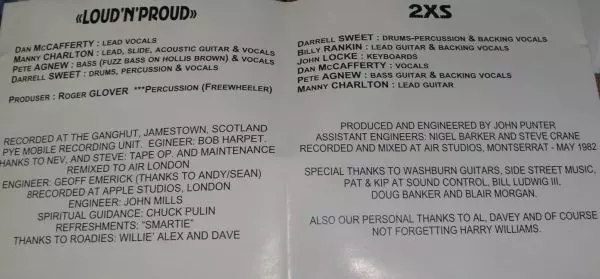 «LOUD'N'PROUD»
DAN MCCAFFERTY : LEAD VOCALS
MANNY CHARLTON : LEAD, SLIDE, ACOUSTIC GUITAR & VOCALS
PETE AGNEW : BASS (FUZZ BASS ON HOLLIS BROWN) & VOCALS
DARRELL SWEET : DRUMS, PERCUSSION & VOCALS
PRODUSER : ROGER GLOVER ***PERCUSSION (FREEWHEELER)
RECORDED AT THE GANGHUT, JAMESTOWN, SCOTLAND
PYE MOBILE RECORDING UNIT. EGINEER: BOB HARPET.
HANKS TO NEV, AND STEVE: TAPE OP. AND MAINTENANCE
REMIXED TO AIR LONDON
ENGINEER: GEOFF EMERICK (THANKS TO ANDY/SEAN)
8RECORDED AT APPLE STUDIOS, LONDON
ENGINEER: JOHN MILLS
SPIRITUAL GUIDANCE: CHUCK PULIN
REFRESHMENTS: "SMARTIE"
THANKS TO ROADIES: WILLIE' ALEX AND DAVE
2XS
DARRELL SWEET : DRUMS-PERCUSSION & BACKING VOCALS
BILLY RANKIN : LEAD GUITAR & BACKING VOCALS
JOHN LOCKE : KEYBOARDS
DAN MCCAFFERTY : VOCALS
PETE AGNEW : BASS GUITAR & BACKING VOCALS
MANNY CHARLTON : LEAD GUITAR
PRODUCED AND ENGINEERED BY JOHN PUNTER
ASSISTANT ENGINEERS: NIGEL BARKER AND STEVE CRANE
RECORDED AND MIXED AT AIR STUDIOS, MONTSERRAT - MAY 1982
SPECIAL THANKS TO WASHBURN GUITARS, SIDE STREET MUSIC,
PAT & KIP AT SOUND CONTROL, BILL LUDWIG III,
DOUG BANKER AND BLAIR MORGAN.
ALSO OUR PERSONAL THANKS TO AL, DAVEY AND OF COURSE
NOT FORGETTING HARRY WILLIAMS.